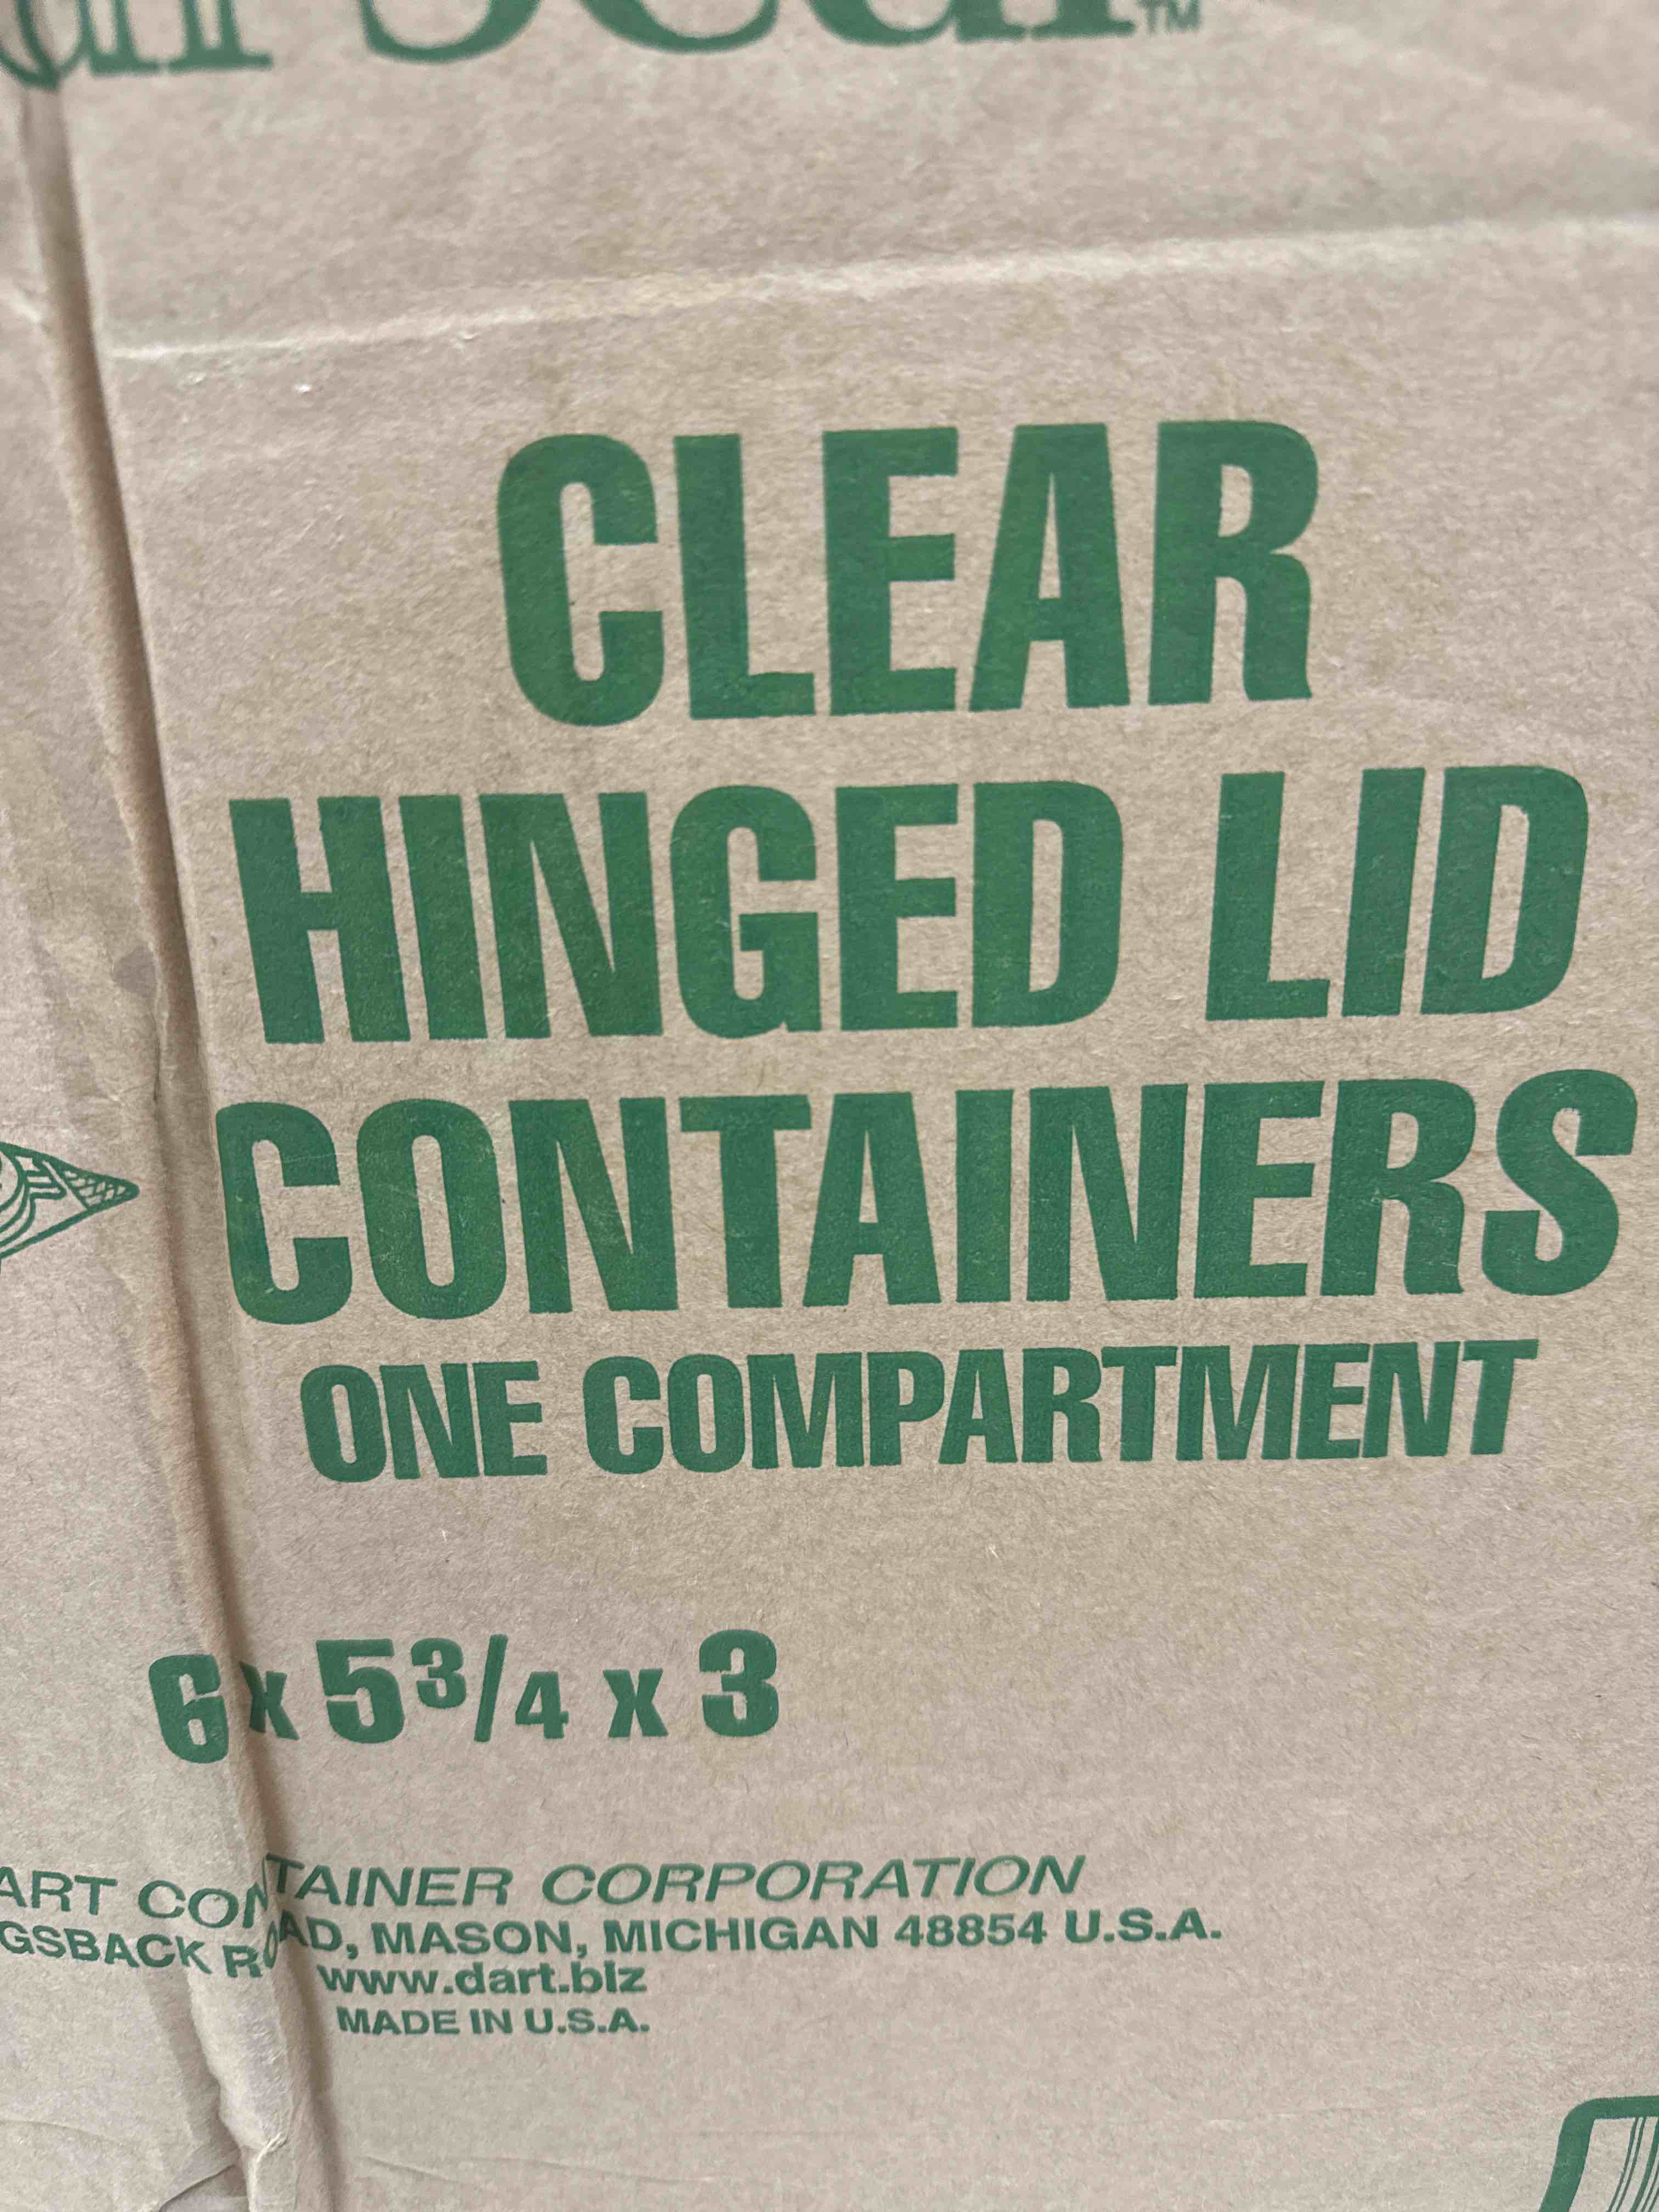 Seal™
CLEAR
HINGED LID
CONTAINERS
ONE COMPARTMENT
6 x 5 3/4 x 3
ART CONTAINER CORPORATION
GSBACK ROAD, MASON, MICHIGAN 48854 U.S.A.
www.dart.biz
MADE IN U.S.A.